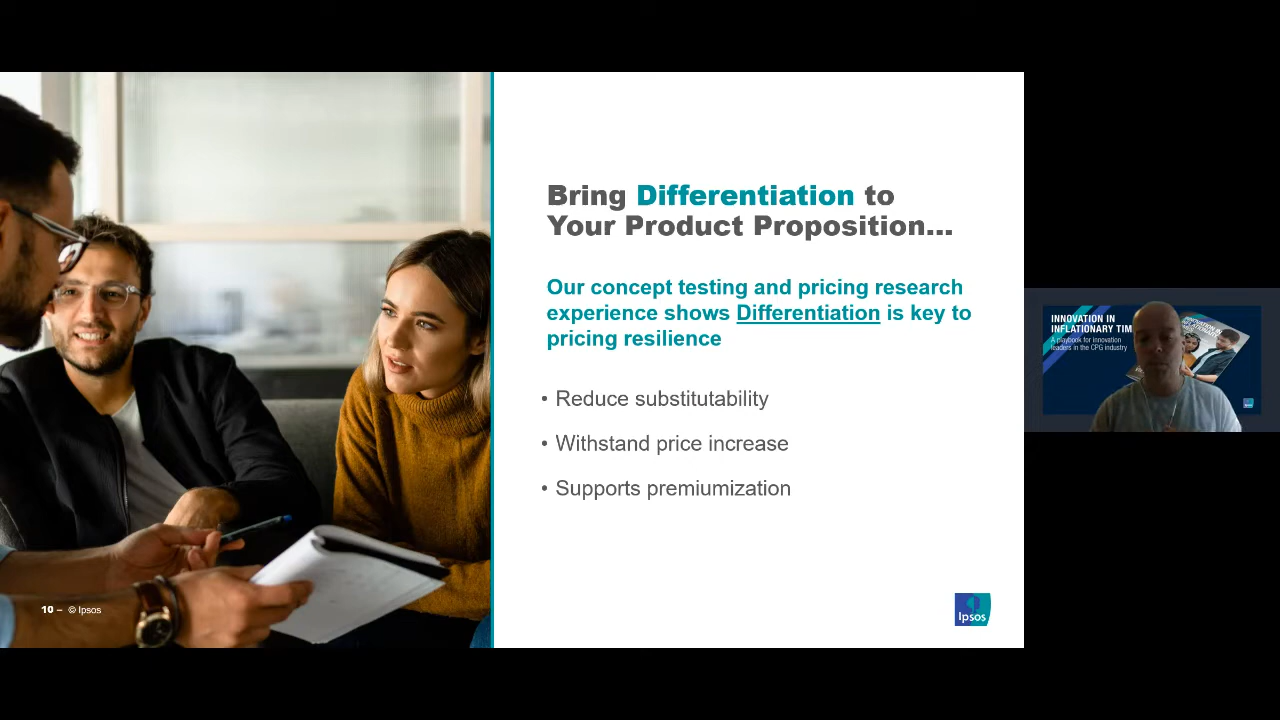 Bring Differentiation to
Your Product Proposition...
Our concept testing and pricing research
experience shows Differentiation is key to
pricing resilience
• Reduce substitutability
• Withstand price increase
• Supports premiumization
10 – © Ipsos
Ipsos
INNOVATION IN
INFLATIONARY TIM
A playbook for innovation
leaders in the CPG industry